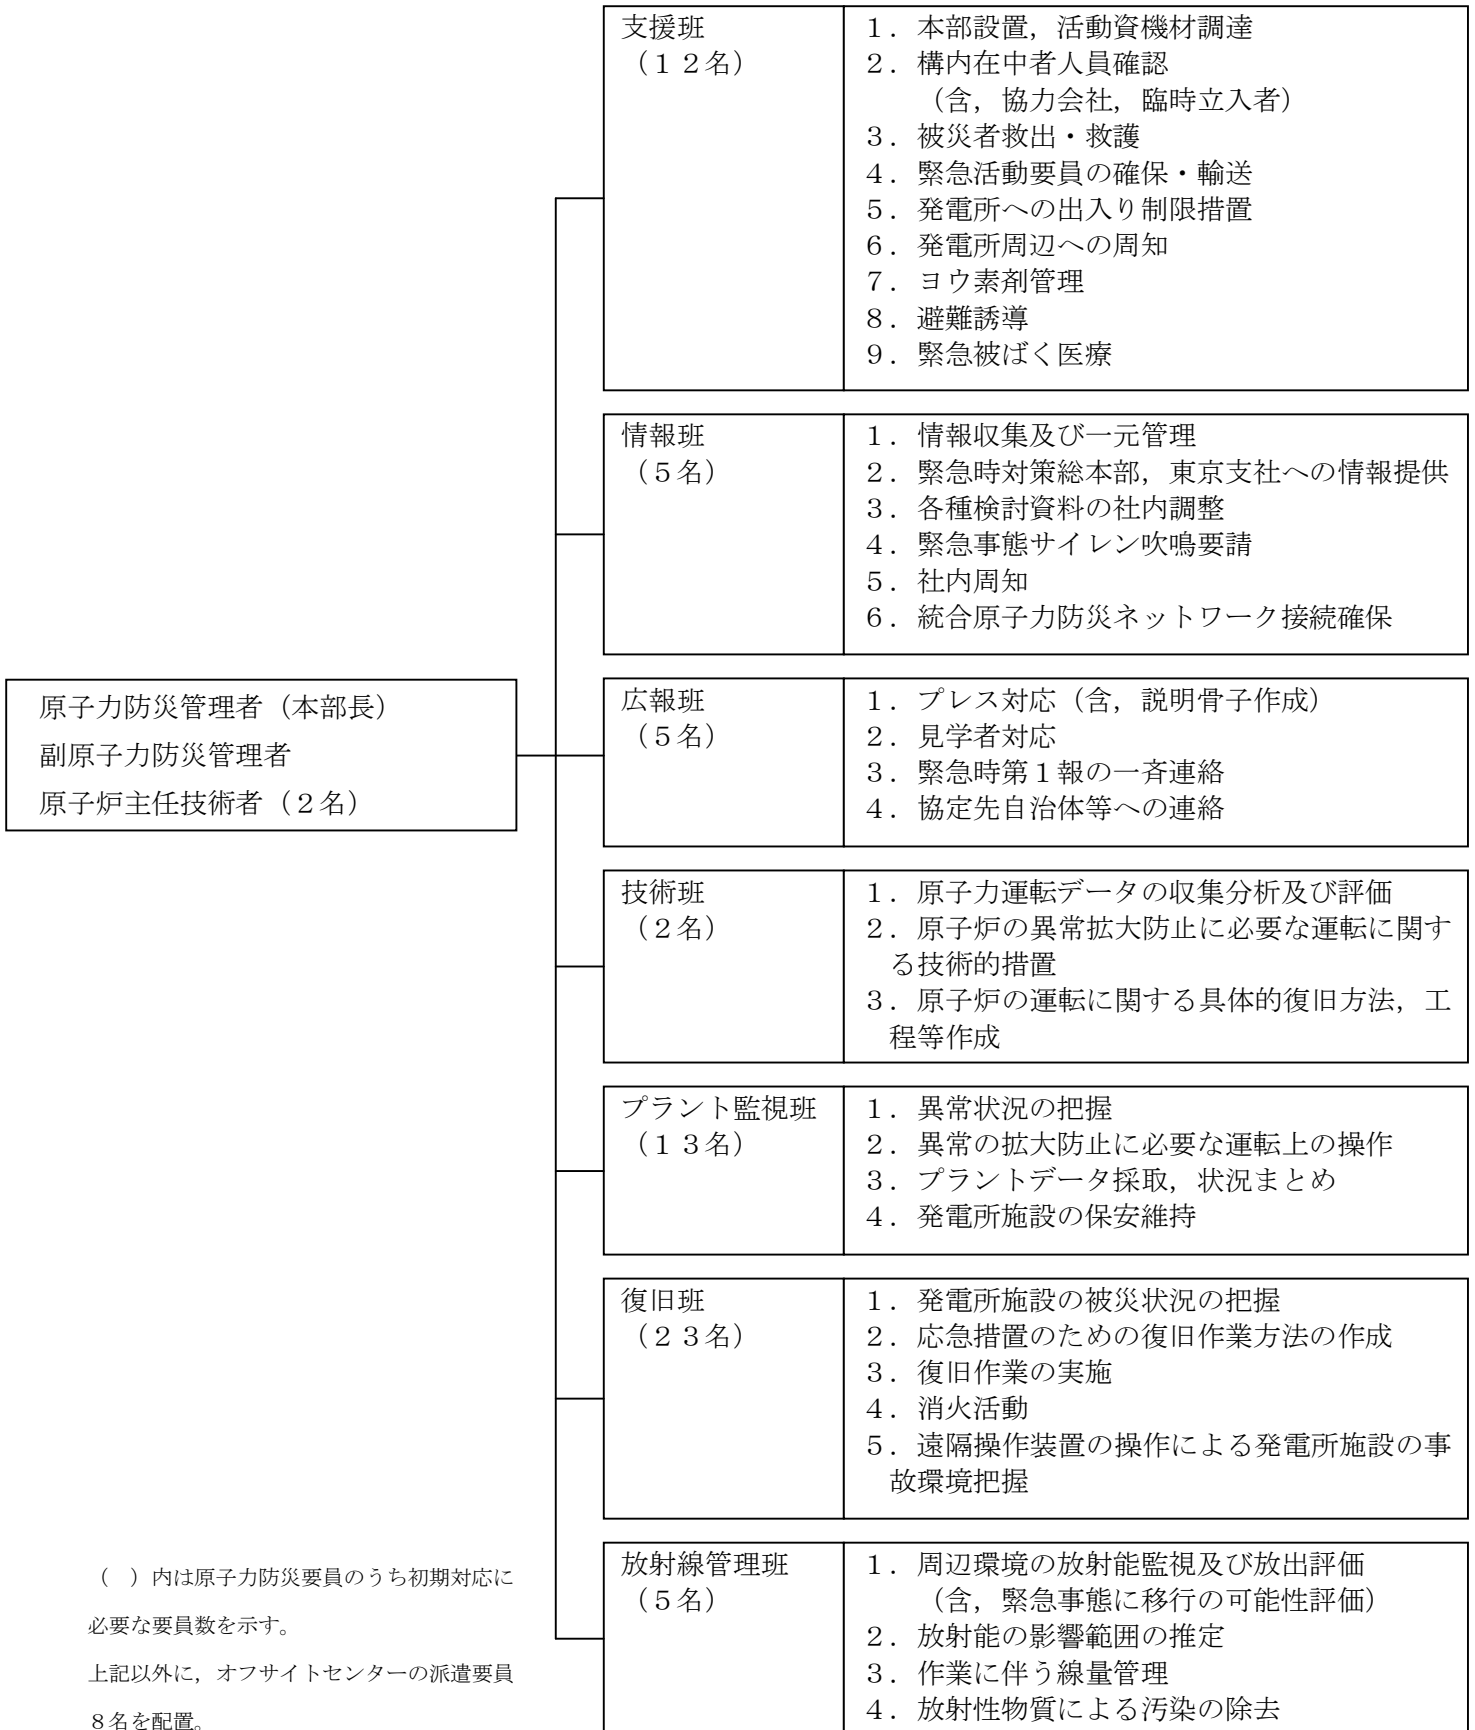 支援班
（１２名）
１．本部設置，活動資機材調達
２．構内在中者人員確認
（含，協力会社，臨時立入者）
３．被災者救出・救護
４．緊急活動要員の確保・輸送
５．発電所への出入り制限措置
６．発電所周辺への周知
７．ヨウ素剤管理
８．避難誘導
９．緊急被ばく医療
情報班
（５名）
１．情報収集及び一元管理
２．緊急時対策総本部，東京支社への情報提供
３．各種検討資料の社内調整
４．緊急事態サイレン吹鳴要請
５．社内周知
６．統合原子力防災ネットワーク接続確保
原子力防災管理者（本部長）
副原子力防災管理者
原子炉主任技術者（２名）
広報班
（５名）
１．プレス対応（含，説明骨子作成）
２．見学者対応
３．緊急時第１報の一斉連絡
４．協定先自治体等への連絡
技術班
（２名）
１．原子力運転データの収集分析及び評価
２．原子炉の異常拡大防止に必要な運転に関す
る技術的措置
３．原子炉の運転に関する具体的復旧方法，工
程等作成
プラント監視班
（１３名）
１．異常状況の把握
２．異常の拡大防止に必要な運転上の操作
３．プラントデータ採取，状況まとめ
４．発電所施設の保安維持
復旧班
（２３名）
１．発電所施設の被災状況の把握
２．応急措置のための復旧作業方法の作成
３．復旧作業の実施
４．消火活動
５．遠隔操作装置の操作による発電所施設の事
故環境把握
放射線管理班
（５名）
１．周辺環境の放射能監視及び放出評価
（含，緊急事態に移行の可能性評価）
２．放射能の影響範囲の推定
３．作業に伴う線量管理
４．放射性物質による汚染の除去
（　）内は原子力防災要員のうち初期対応に
必要な要員数を示す。
上記以外に，オフサイトセンターの派遣要員
８名を配置。